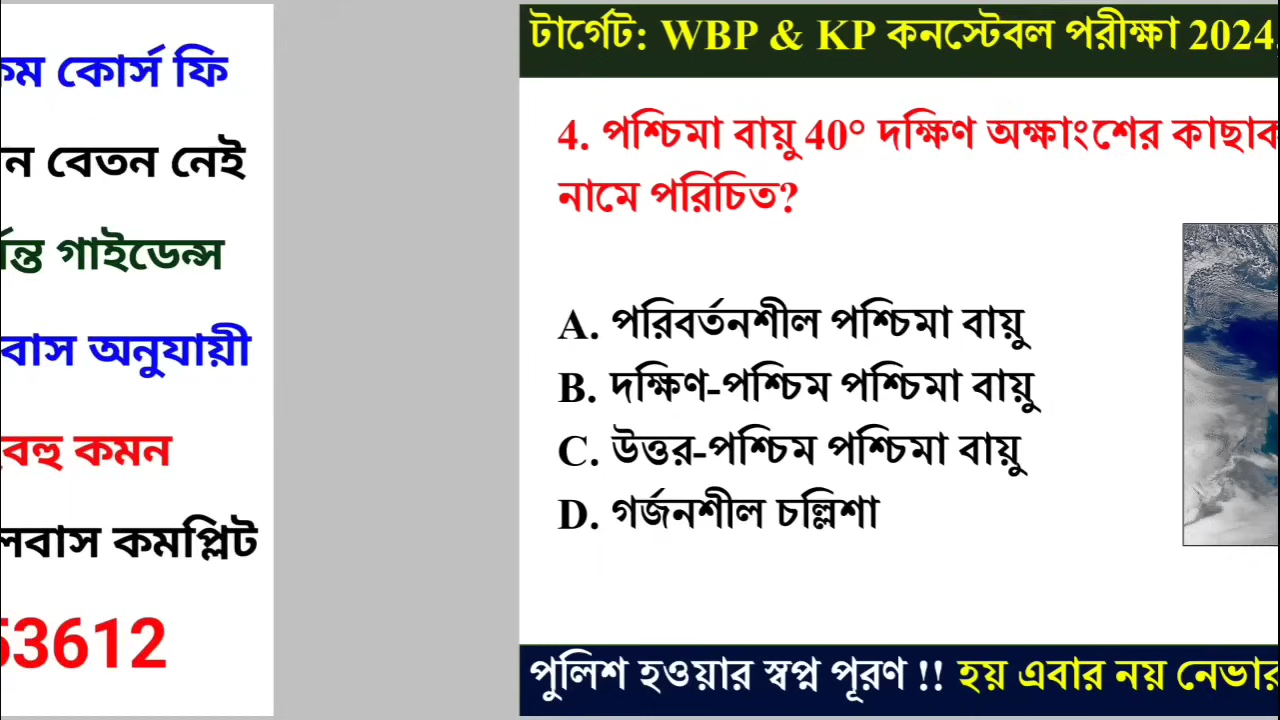 কম কোর্স ফি
ন বেতন নেই
ন্ত গাইডেন্স
বাস অনুযায়ী
বহু কমন
লবাস কমপ্লিট
53612
টার্গেট: WBP & KP কনস্টেবল পরীক্ষা 2024
4. পশ্চিমা বায়ু 40° দক্ষিণ অক্ষাংশের
নামে পরিচিত?
A. পরিবর্তনশীল পশ্চিমা বায়ু
B. দক্ষিণ-পশ্চিম পশ্চিমা বায়ু
C. উত্তর-পশ্চিম পশ্চিমা বায়ু
D. গর্জনশীল চল্লিশা
পুলিশ হওয়ার স্বপ্ন পূরণ !! হয় এবার নয় নেভার